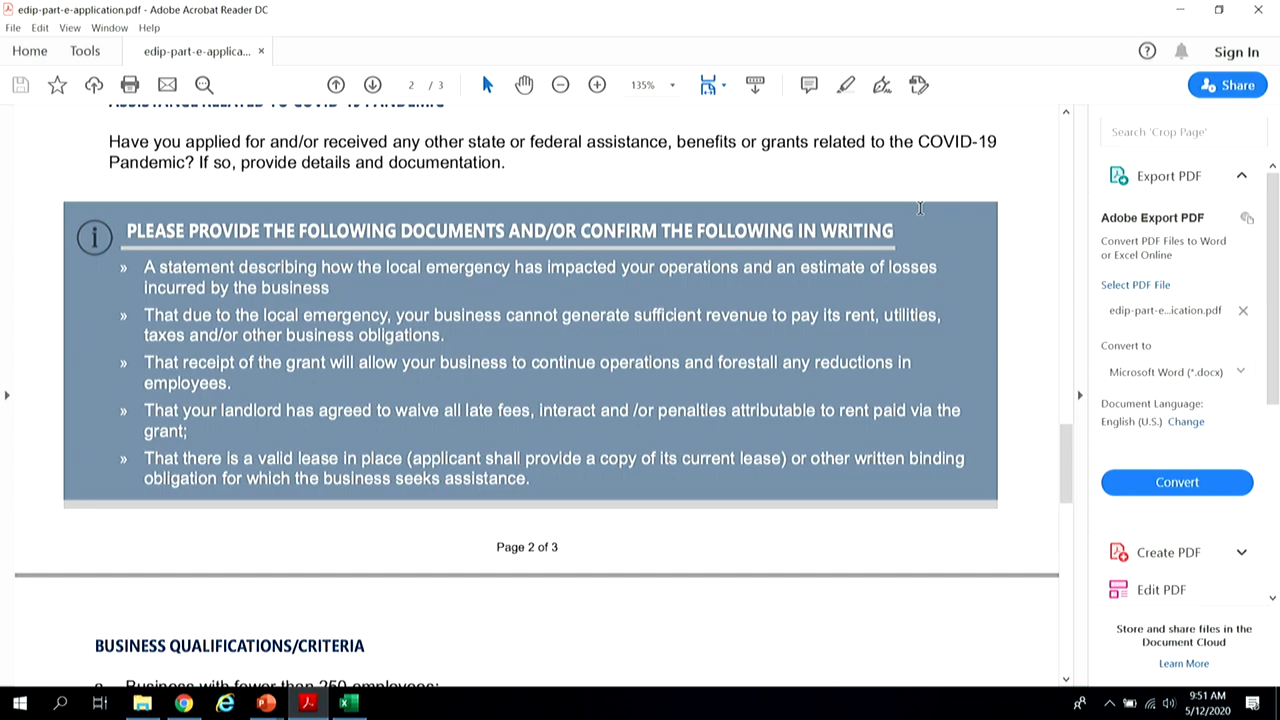 edip-part-e-application.pdf - Adobe Acrobat Reader DC
File Edit View Window Help
Home Tools edip-part-e-applica... × Sign In
2 / 3 135% Share
ASSISTANCE RELATED TO COVID-19 PANDEMIC
Have you applied for and/or received any other state or federal assistance, benefits or grants related to the COVID-19
Pandemic? If so, provide details and documentation.
PLEASE PROVIDE THE FOLLOWING DOCUMENTS AND/OR CONFIRM THE FOLLOWING IN WRITING
» A statement describing how the local emergency has impacted your operations and an estimate of losses
incurred by the business
» That due to the local emergency, your business cannot generate sufficient revenue to pay its rent, utilities,
taxes and/or other business obligations.
» That receipt of the grant will allow your business to continue operations and forestall any reductions in
employees.
» That your landlord has agreed to waive all late fees, interact and /or penalties attributable to rent paid via the
grant;
» That there is a valid lease in place (applicant shall provide a copy of its current lease) or other written binding
obligation for which the business seeks assistance.
Page 2 of 3
BUSINESS QUALIFICATIONS/CRITERIA
o Business with fewer than 250 employees;
Search 'Crop Page'
Export PDF
Adobe Export PDF
Convert PDF Files to Word
or Excel Online
Select PDF File
edip-part-e...ication.pdf
Convert to
Microsoft Word (*.docx)
Document Language:
English (U.S.) Change
Convert
Create PDF
Edit PDF
Store and share files in the
Document Cloud
Learn More
9:51 AM
5/12/2020